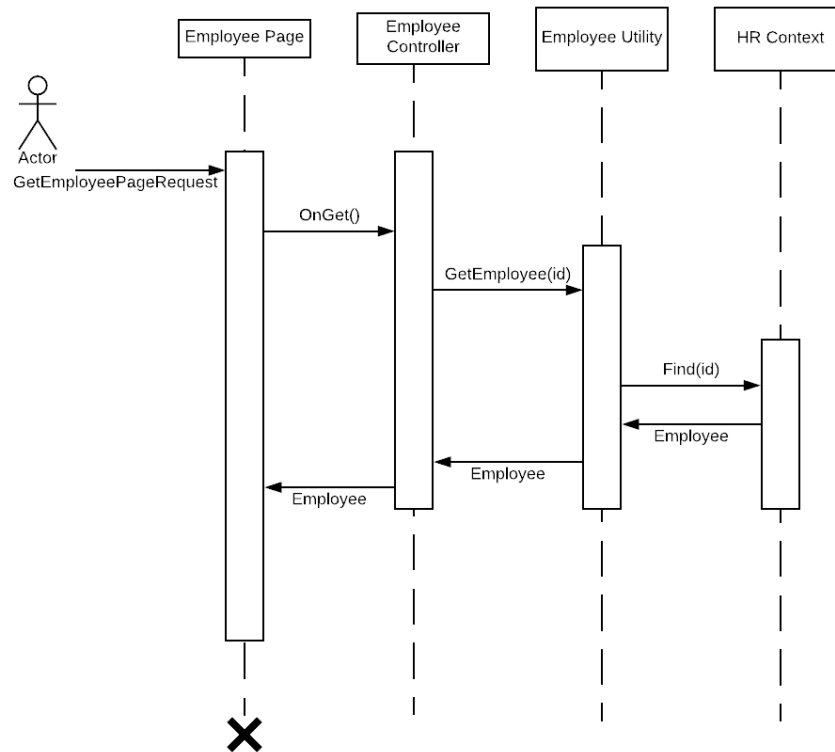 Employee Page
Employee
Controller
Employee Utility
HR Context
Actor
GetEmployeePageRequest
OnGet()
GetEmployee(id)
Find(id)
Employee
Employee
Employee